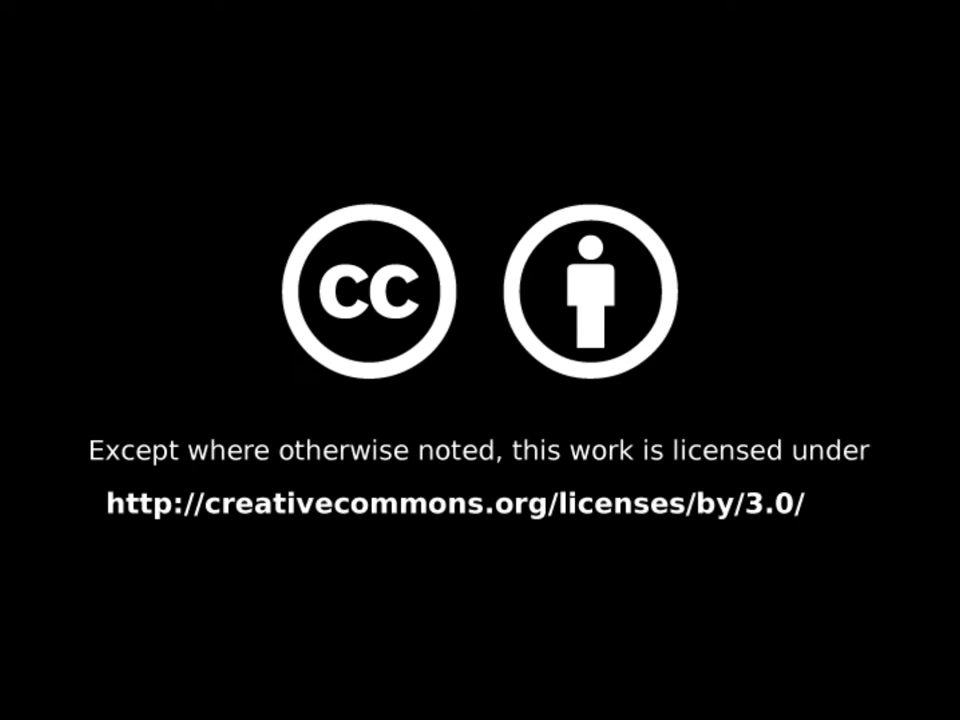 cc
Except where otherwise noted, this work is licensed under
http://creativecommons.org/licenses/by/3.0/